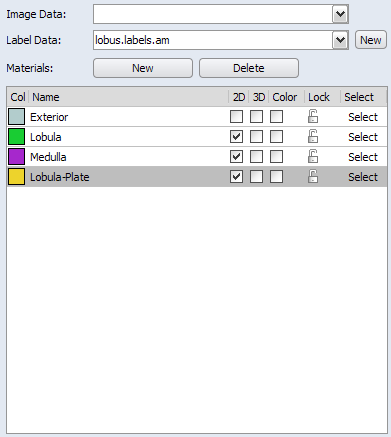 Image Data:
Label Data: lobus.labels.am New
Materials: New Delete
Col Name 2D 3D Color Lock Select
Exterior Select
Lobula Select
Medulla Select
Lobula-Plate Select